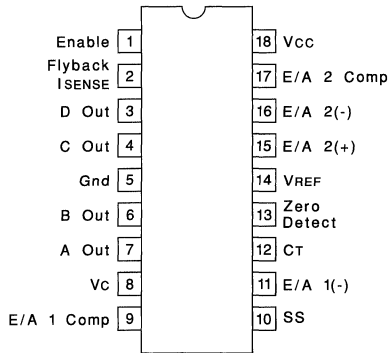 Enable 1
18 VCC
Flyback
ISENSE 2
17 E/A 2 Comp
D Out 3
16 E/A 2(-)
C Out 4
15 E/A 2(+)
Gnd 5
14 VREF
B Out 6
13 Zero
Detect
A Out 7
12 CT
VC 8
11 E/A 1(-)
E/A 1 Comp 9
10 SS